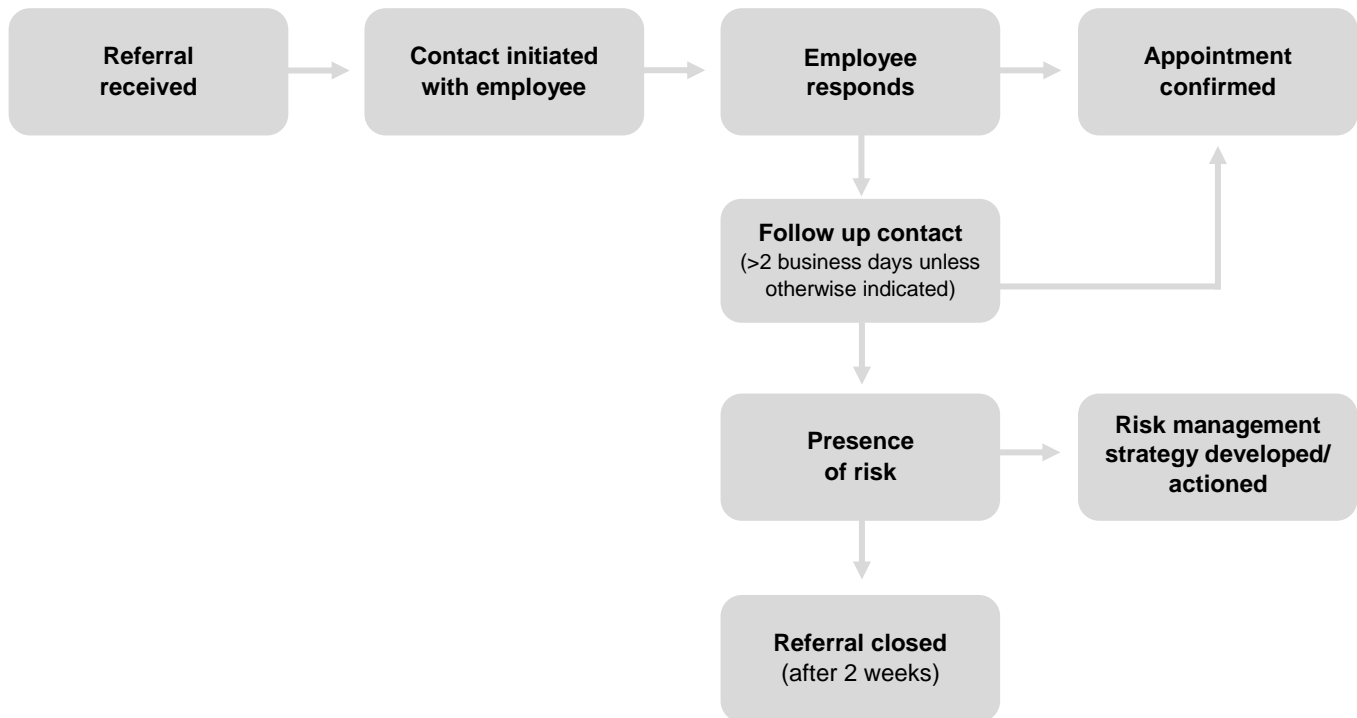 Referral
received
Contact initiated
with employee
Employee
responds
Appointment
confirmed
Follow up contact
(>2 business days unless
otherwise indicated)
Presence
of risk
Risk management
strategy developed/
actioned
Referral closed
(after 2 weeks)